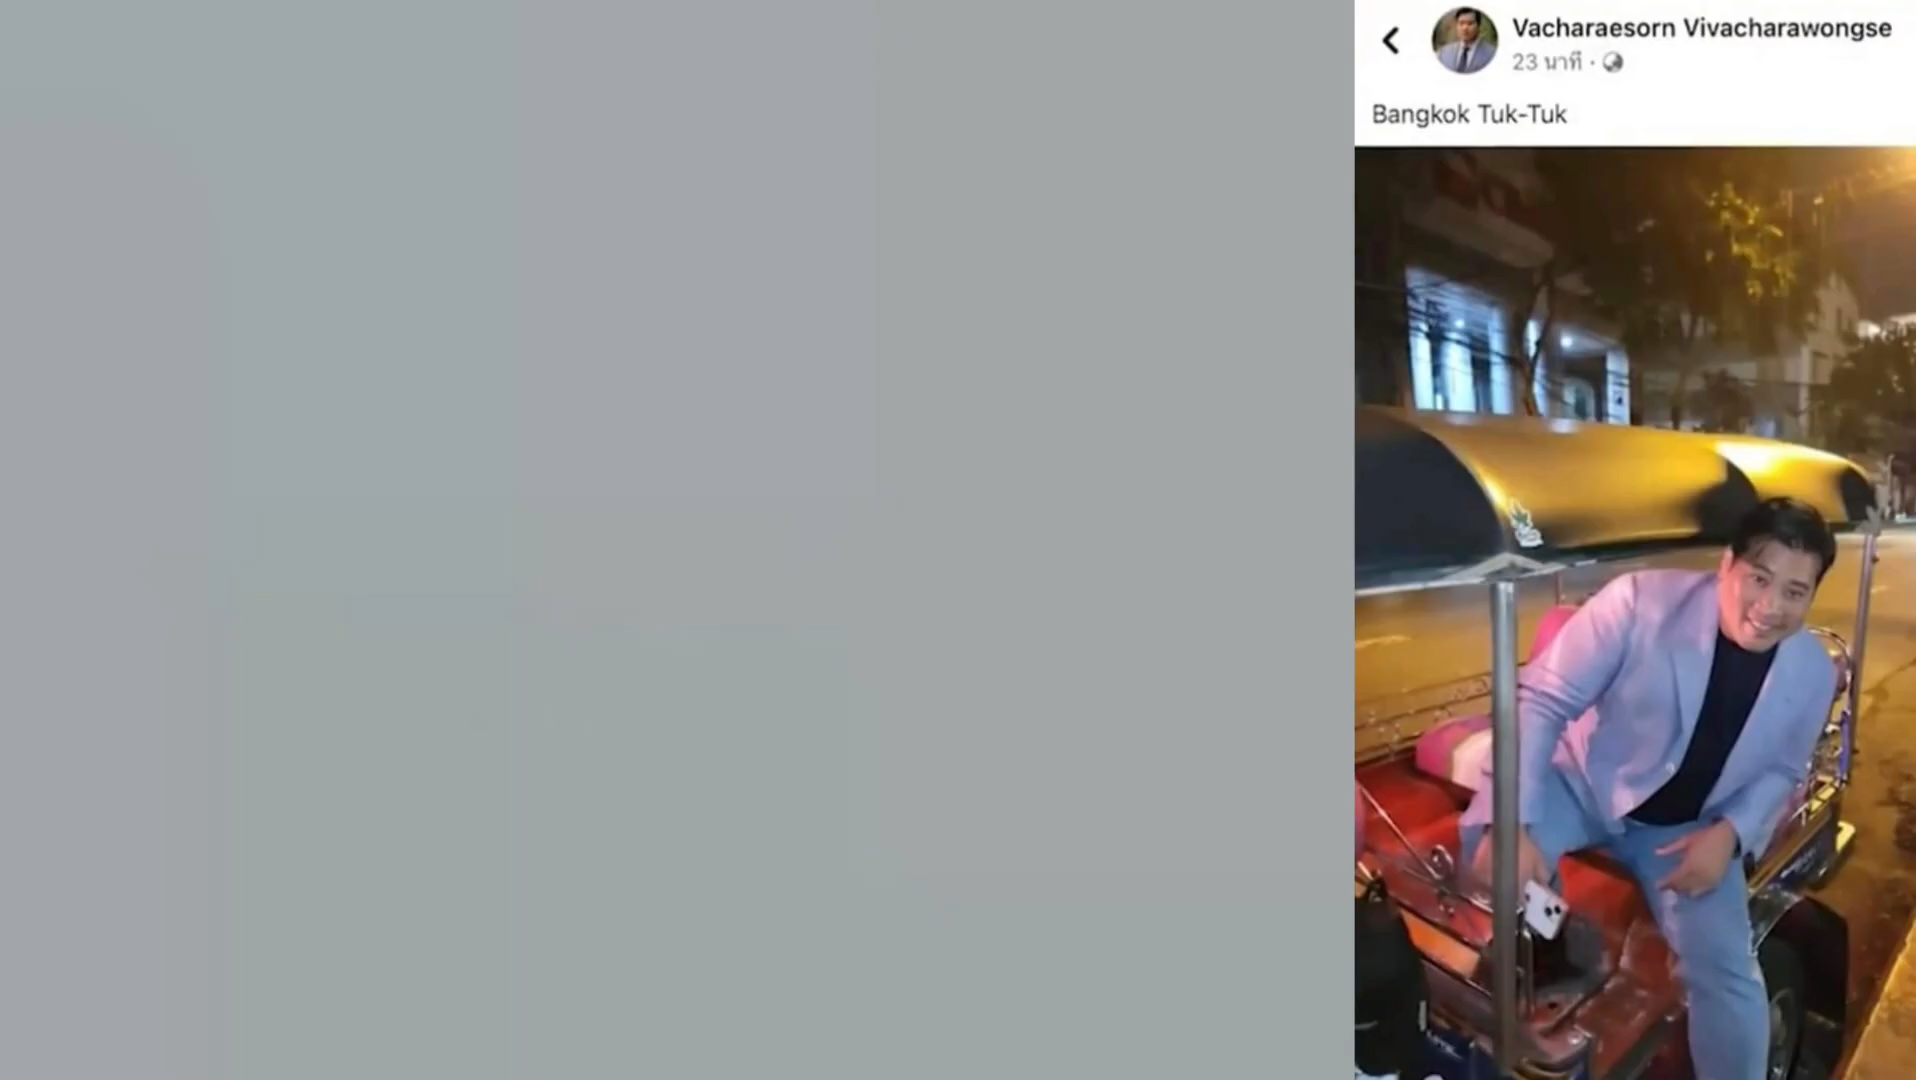 Vacharaesorn Vivacharawongse
23 นาที ·
Bangkok Tuk-Tuk